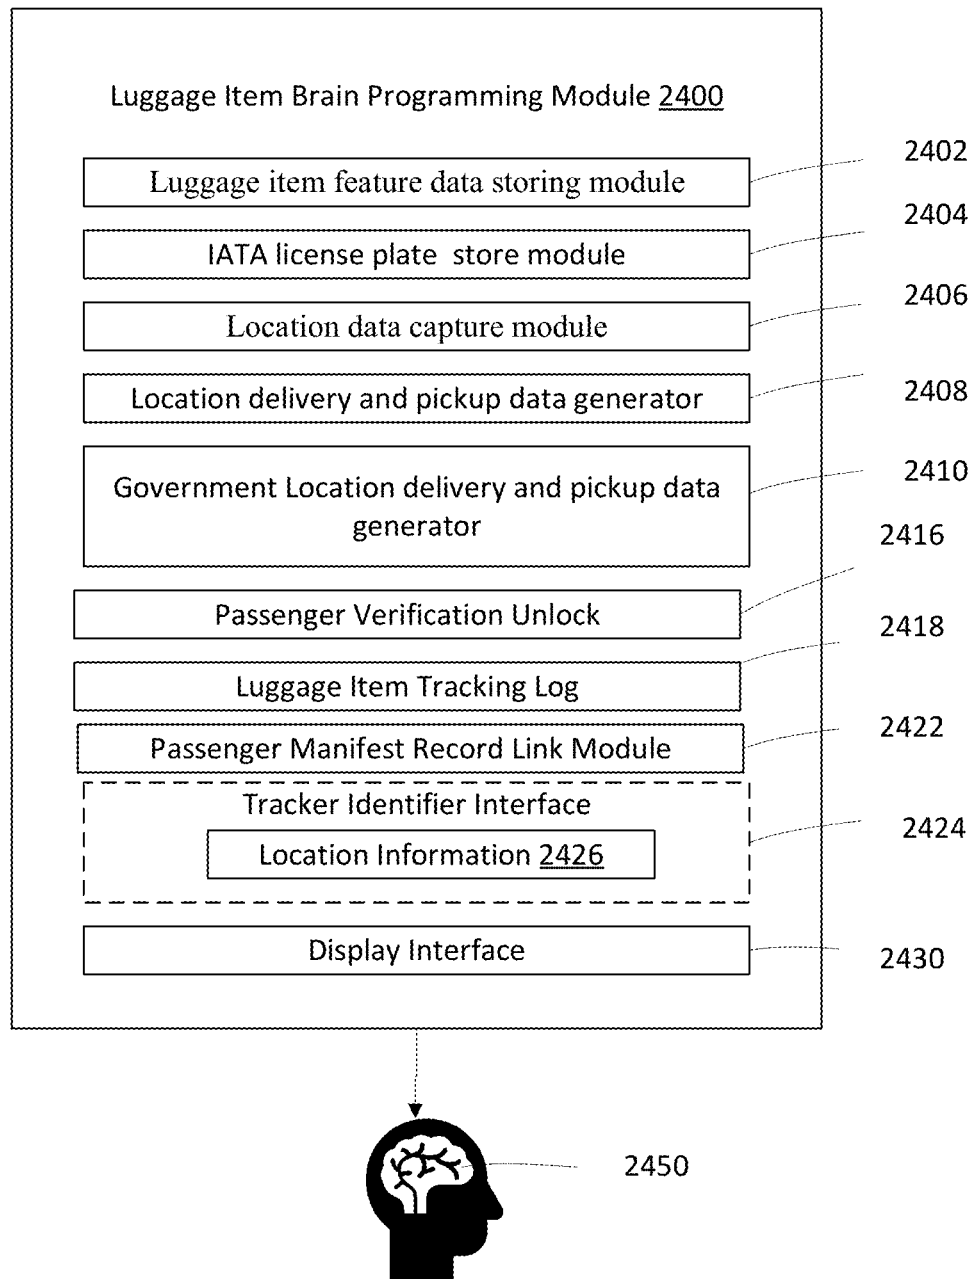 Luggage Item Brain Programming Module 2400
Luggage item feature data storing module
2402
IATA license plate store module
2404
Location data capture module
2406
Location delivery and pickup data generator
2408
Government Location delivery and pickup data
generator
2410
Passenger Verification Unlock
2416
Luggage Item Tracking Log
2418
Passenger Manifest Record Link Module
2422
Tracker Identifier Interface
Location Information 2426
2424
Display Interface
2430
2450